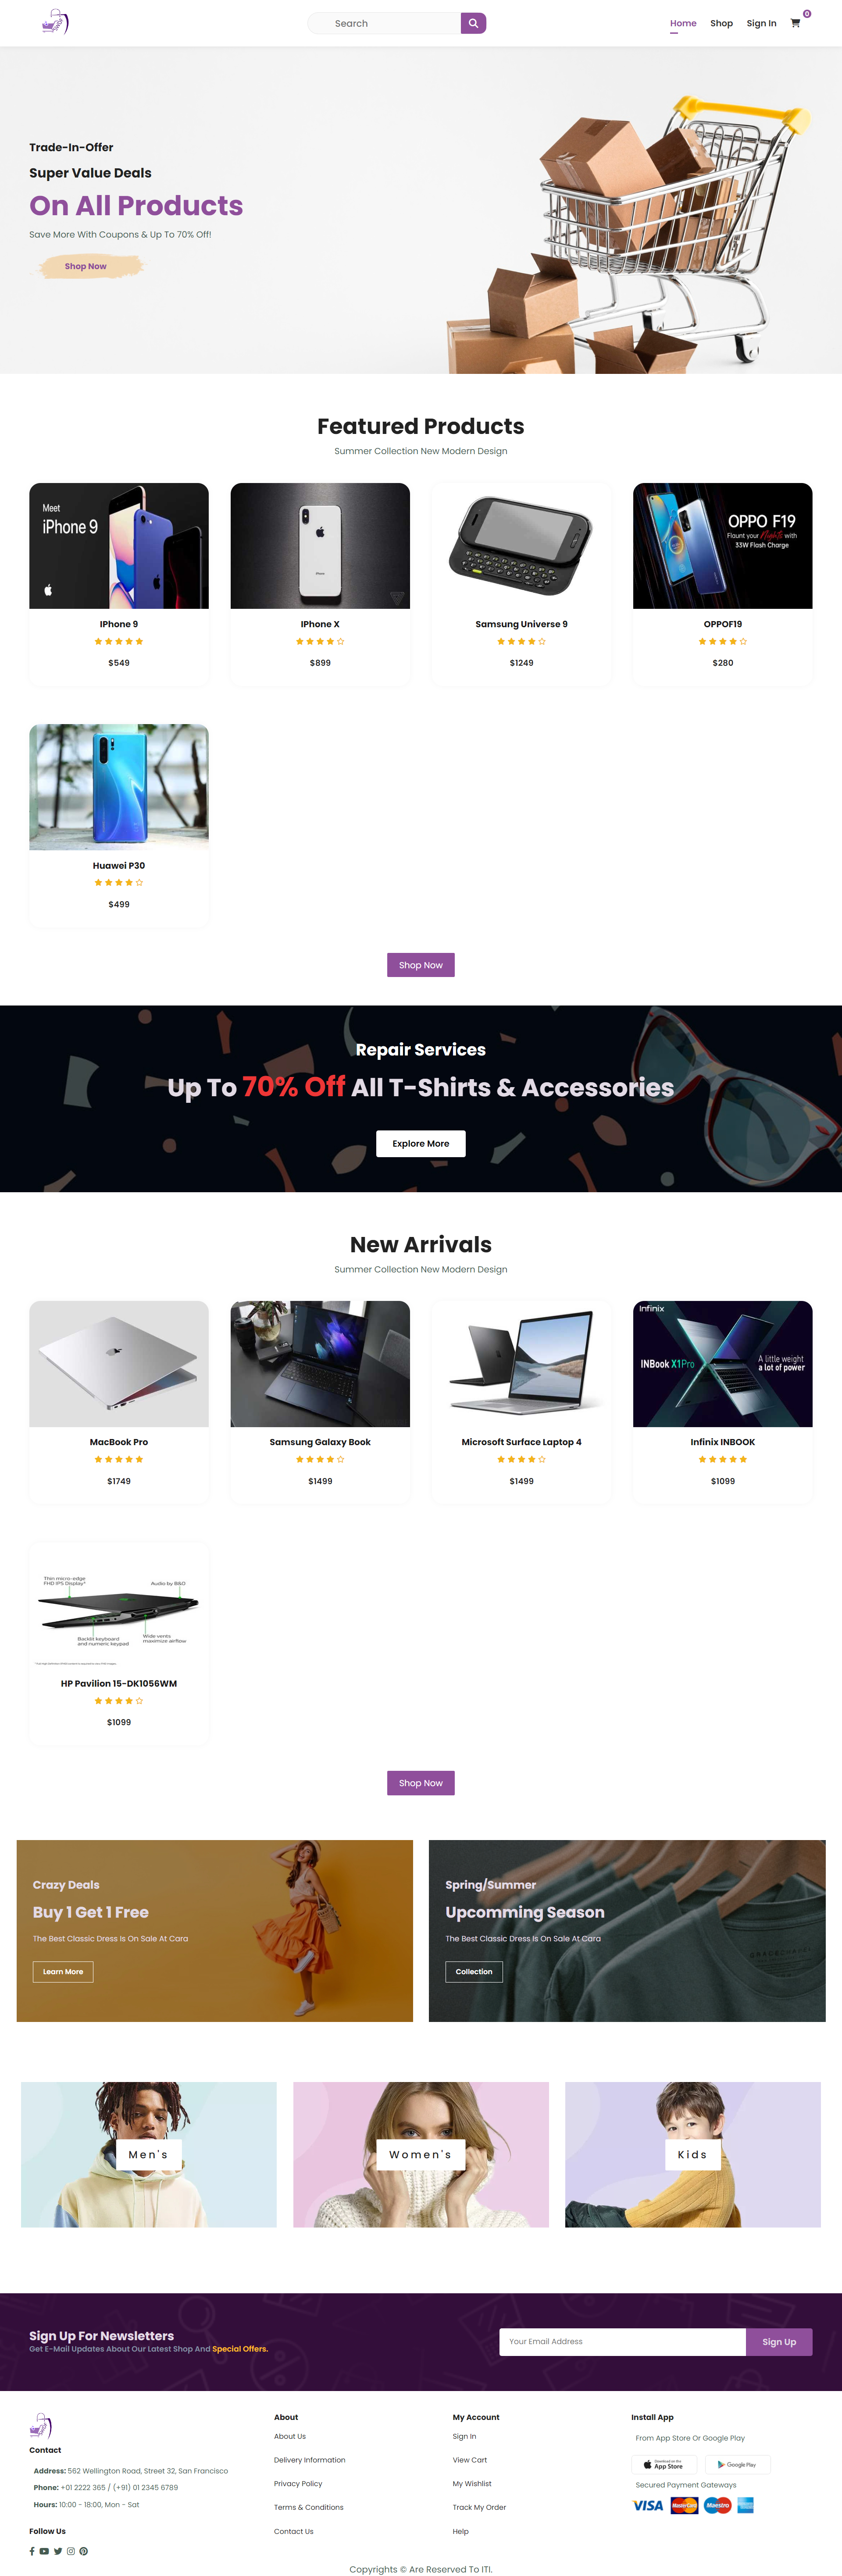 Search
Home
Shop
Sign In
0
Trade-In-Offer
Super Value Deals
On All Products
Save More With Coupons & Up To 70% Off!
Shop Now
Featured Products
Summer Collection New Modern Design
Meet
iPhone 9
OPPO F19
Flaunt your Nights with
33W Flash Charge
IPhone 9
$549
IPhone X
$899
Samsung Universe 9
$1249
OPPOF19
$280
Huawei P30
$499
Shop Now
Repair Services
Up To 70% Off All T-Shirts & Accessories
Explore More
New Arrivals
Summer Collection New Modern Design
Infinix
INBook X1Pro
A little weight
a lot of power
MacBook Pro
$1749
Samsung Galaxy Book
$1499
Microsoft Surface Laptop 4
$1499
Infinix INBOOK
$1099
Thin micro-edge
FHD IPS Display*
Audio by B&O
Backlit keyboard
and numeric keypad
Wide vents
maximize airflow
HP Pavilion 15-DK1056WM
$1099
Shop Now
Crazy Deals
Buy 1 Get 1 Free
The Best Classic Dress Is On Sale At Cara
Learn More
Spring/Summer
Upcomming Season
The Best Classic Dress Is On Sale At Cara
Collection
Men's
Women's
Kids
Sign Up For Newsletters
Get E-Mail Updates About Our Latest Shop And Special Offers.
Your Email Address
Sign Up
Contact
Address: 562 Wellington Road, Street 32, San Francisco
Phone: +01 2222 365 / (+91) 01 2345 6789
Hours: 10:00 - 18:00, Mon - Sat
Follow Us
About
About Us
Delivery Information
Privacy Policy
Terms & Conditions
Contact Us
My Account
Sign In
View Cart
My Wishlist
Track My Order
Help
Install App
From App Store Or Google Play
Download on the
App Store
Google Play
Secured Payment Gateways
VISA
MasterCard
Maestro
Copyrights © Are Reserved To ITI.